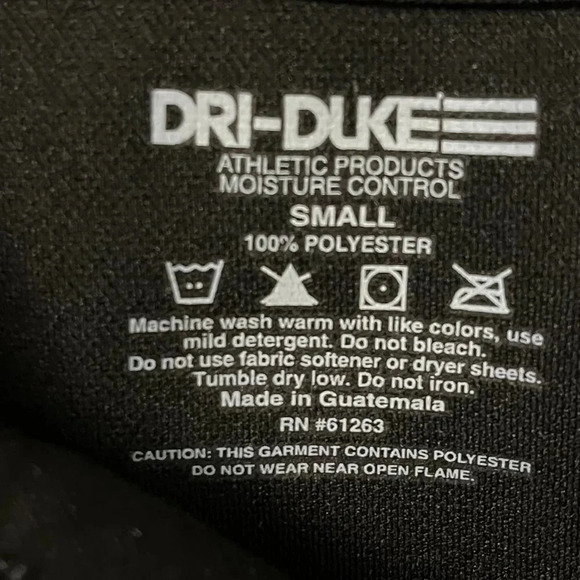 DRI-DUKE
ATHLETIC PRODUCTS
MOISTURE CONTROL
SMALL
100% POLYESTER
Machine wash warm with like colors, use
mild detergent. Do not bleach.
Do not use fabric softener or dryer sheets.
Tumble dry low. Do not iron.
Made in Guatemala
RN #61263
CAUTION: THIS GARMENT CONTAINS POLYESTER
DO NOT WEAR NEAR OPEN FLAME.